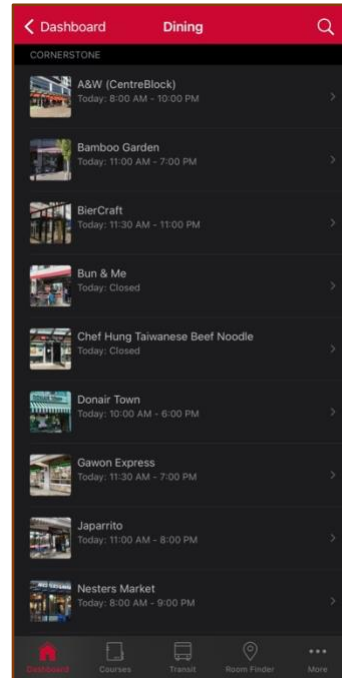 Dashboard
Dining
CORNERSTONE
A&W (CentreBlock)
Today: 8:00 AM - 10:00 PM
Bamboo Garden
Today: 11:00 AM - 7:00 PM
BierCraft
Today: 11:30 AM - 11:00 PM
Bun & Me
Today: Closed
Chef Hung Taiwanese Beef Noodle
Today: Closed
Donair Town
Today: 10:00 AM - 6:00 PM
Gawon Express
Today: 11:30 AM - 7:00 PM
Japarrito
Today: 11:00 AM - 8:00 PM
Nesters Market
Today: 8:00 AM - 9:00 PM
Dashboard
Courses
Transit
Room Finder
More